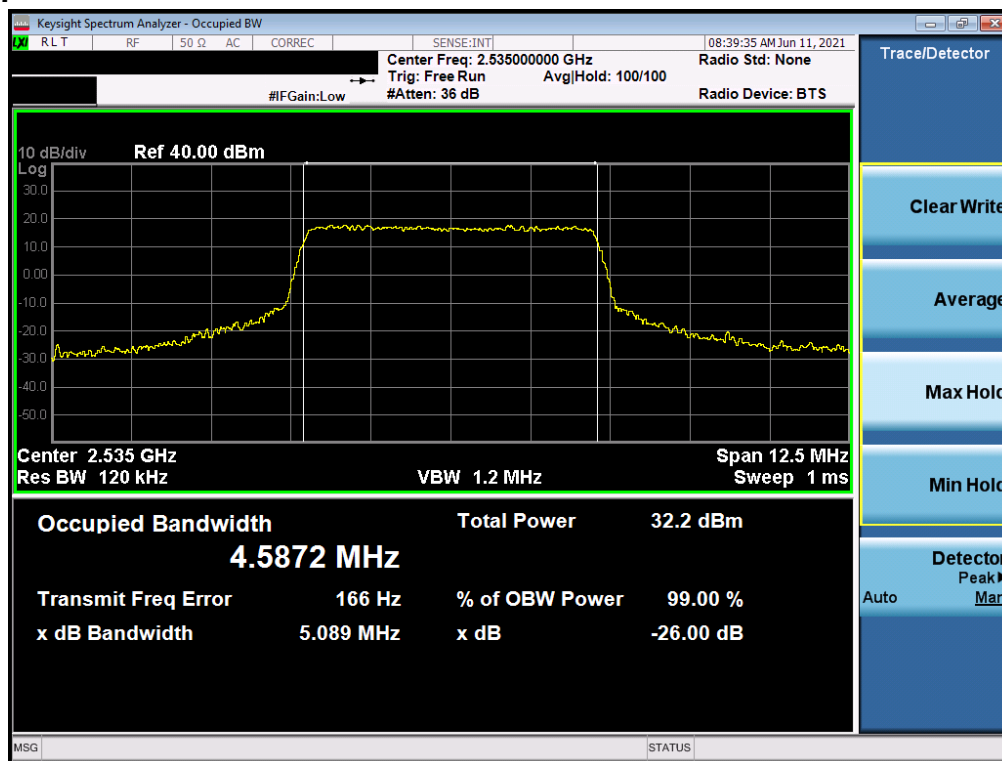 Keysight Spectrum Analyzer - Occupied BW
LXI RLT RF 50 Ω AC CORREC SENSE:INT 08:39:35 AM Jun 11, 2021
Center Freq: 2.535000000 GHz Radio Std: None
Trig: Free Run Avg|Hold: 100/100
#IFGain:Low #Atten: 36 dB Radio Device: BTS
Trace/Detector
10 dB/div Ref 40.00 dBm
Log
30.0
20.0
10.0
0.00
-10.0
-20.0
-30.0
-40.0
-50.0
Center 2.535 GHz Span 12.5 MHz
Res BW 120 kHz VBW 1.2 MHz Sweep 1 ms
Occupied Bandwidth Total Power 32.2 dBm
4.5872 MHz
Transmit Freq Error 166 Hz % of OBW Power 99.00 %
x dB Bandwidth 5.089 MHz x dB -26.00 dB
Clear Write
Average
Max Hold
Min Hold
Detector
Peak
Auto Man
MSG STATUS